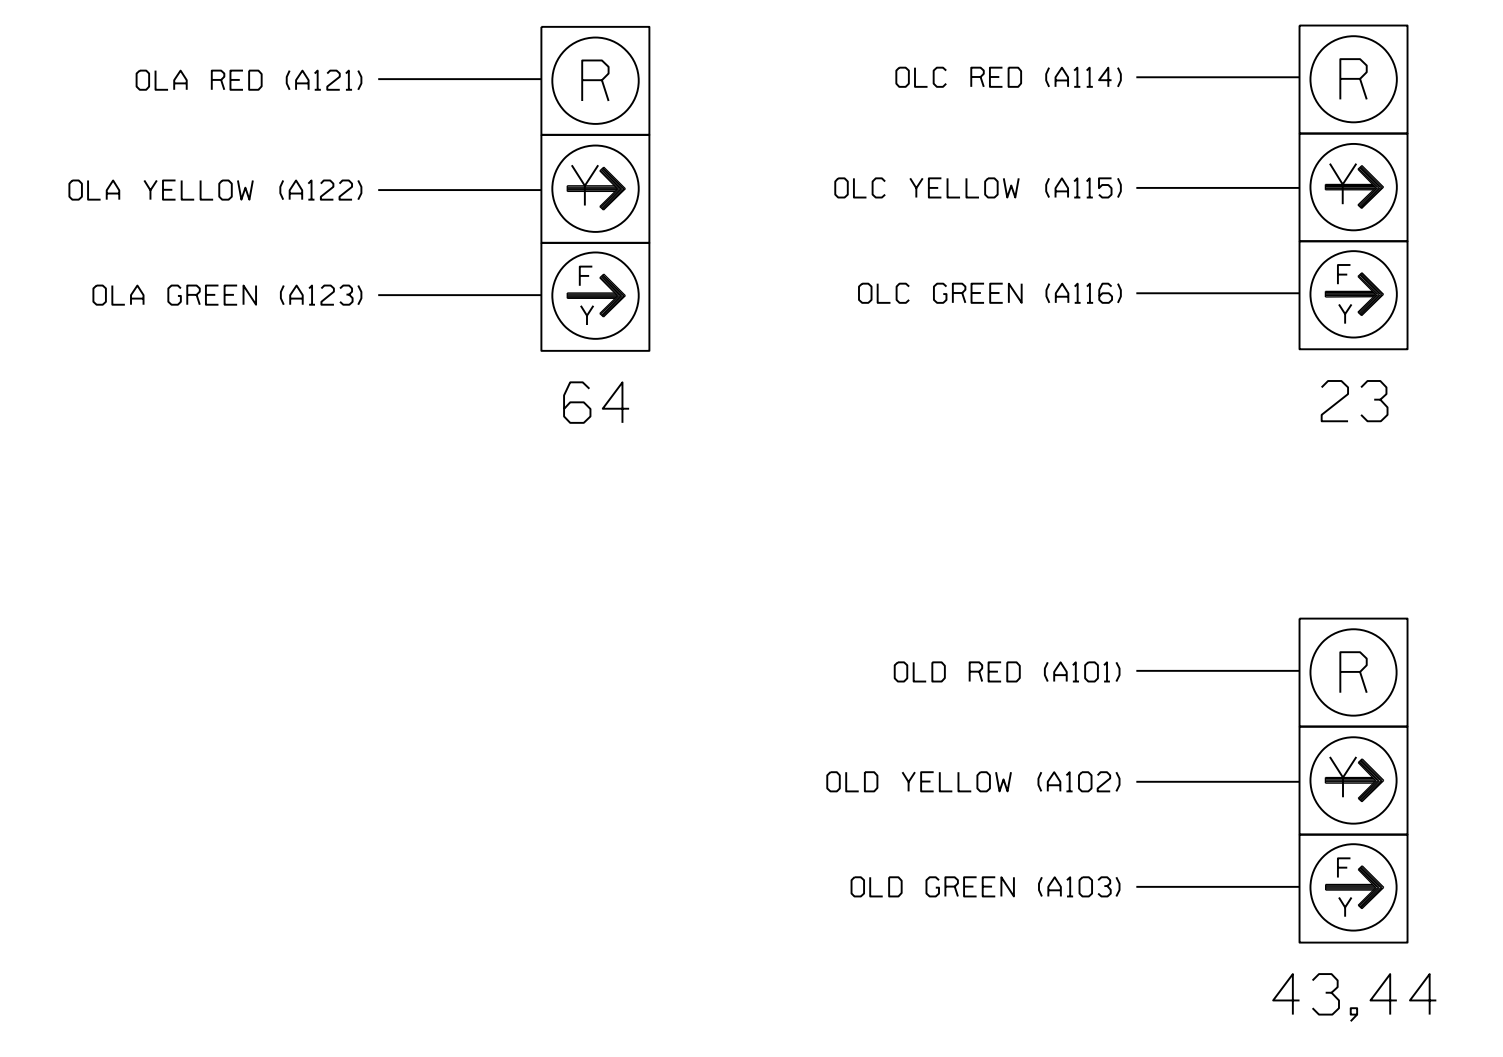 OLA RED (A121)
R
OLA YELLOW (A122)
Y
OLA GREEN (A123)
F
Y
64
OLC RED (A114)
R
OLC YELLOW (A115)
Y
OLC GREEN (A116)
F
Y
23
OLD RED (A101)
R
OLD YELLOW (A102)
Y
OLD GREEN (A103)
F
Y
43,44